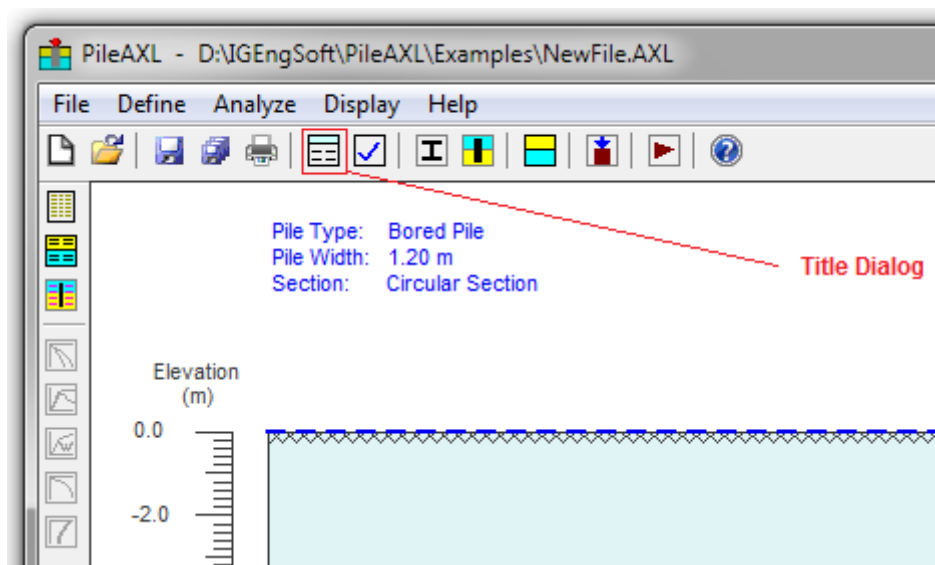 PileAXL - D:\IGEngSoft\PileAXL\Examples\NewFile.AXL
File Define Analyze Display Help
Pile Type: Bored Pile
Pile Width: 1.20 m
Section: Circular Section
Title Dialog
Elevation
(m)
0.0
-2.0